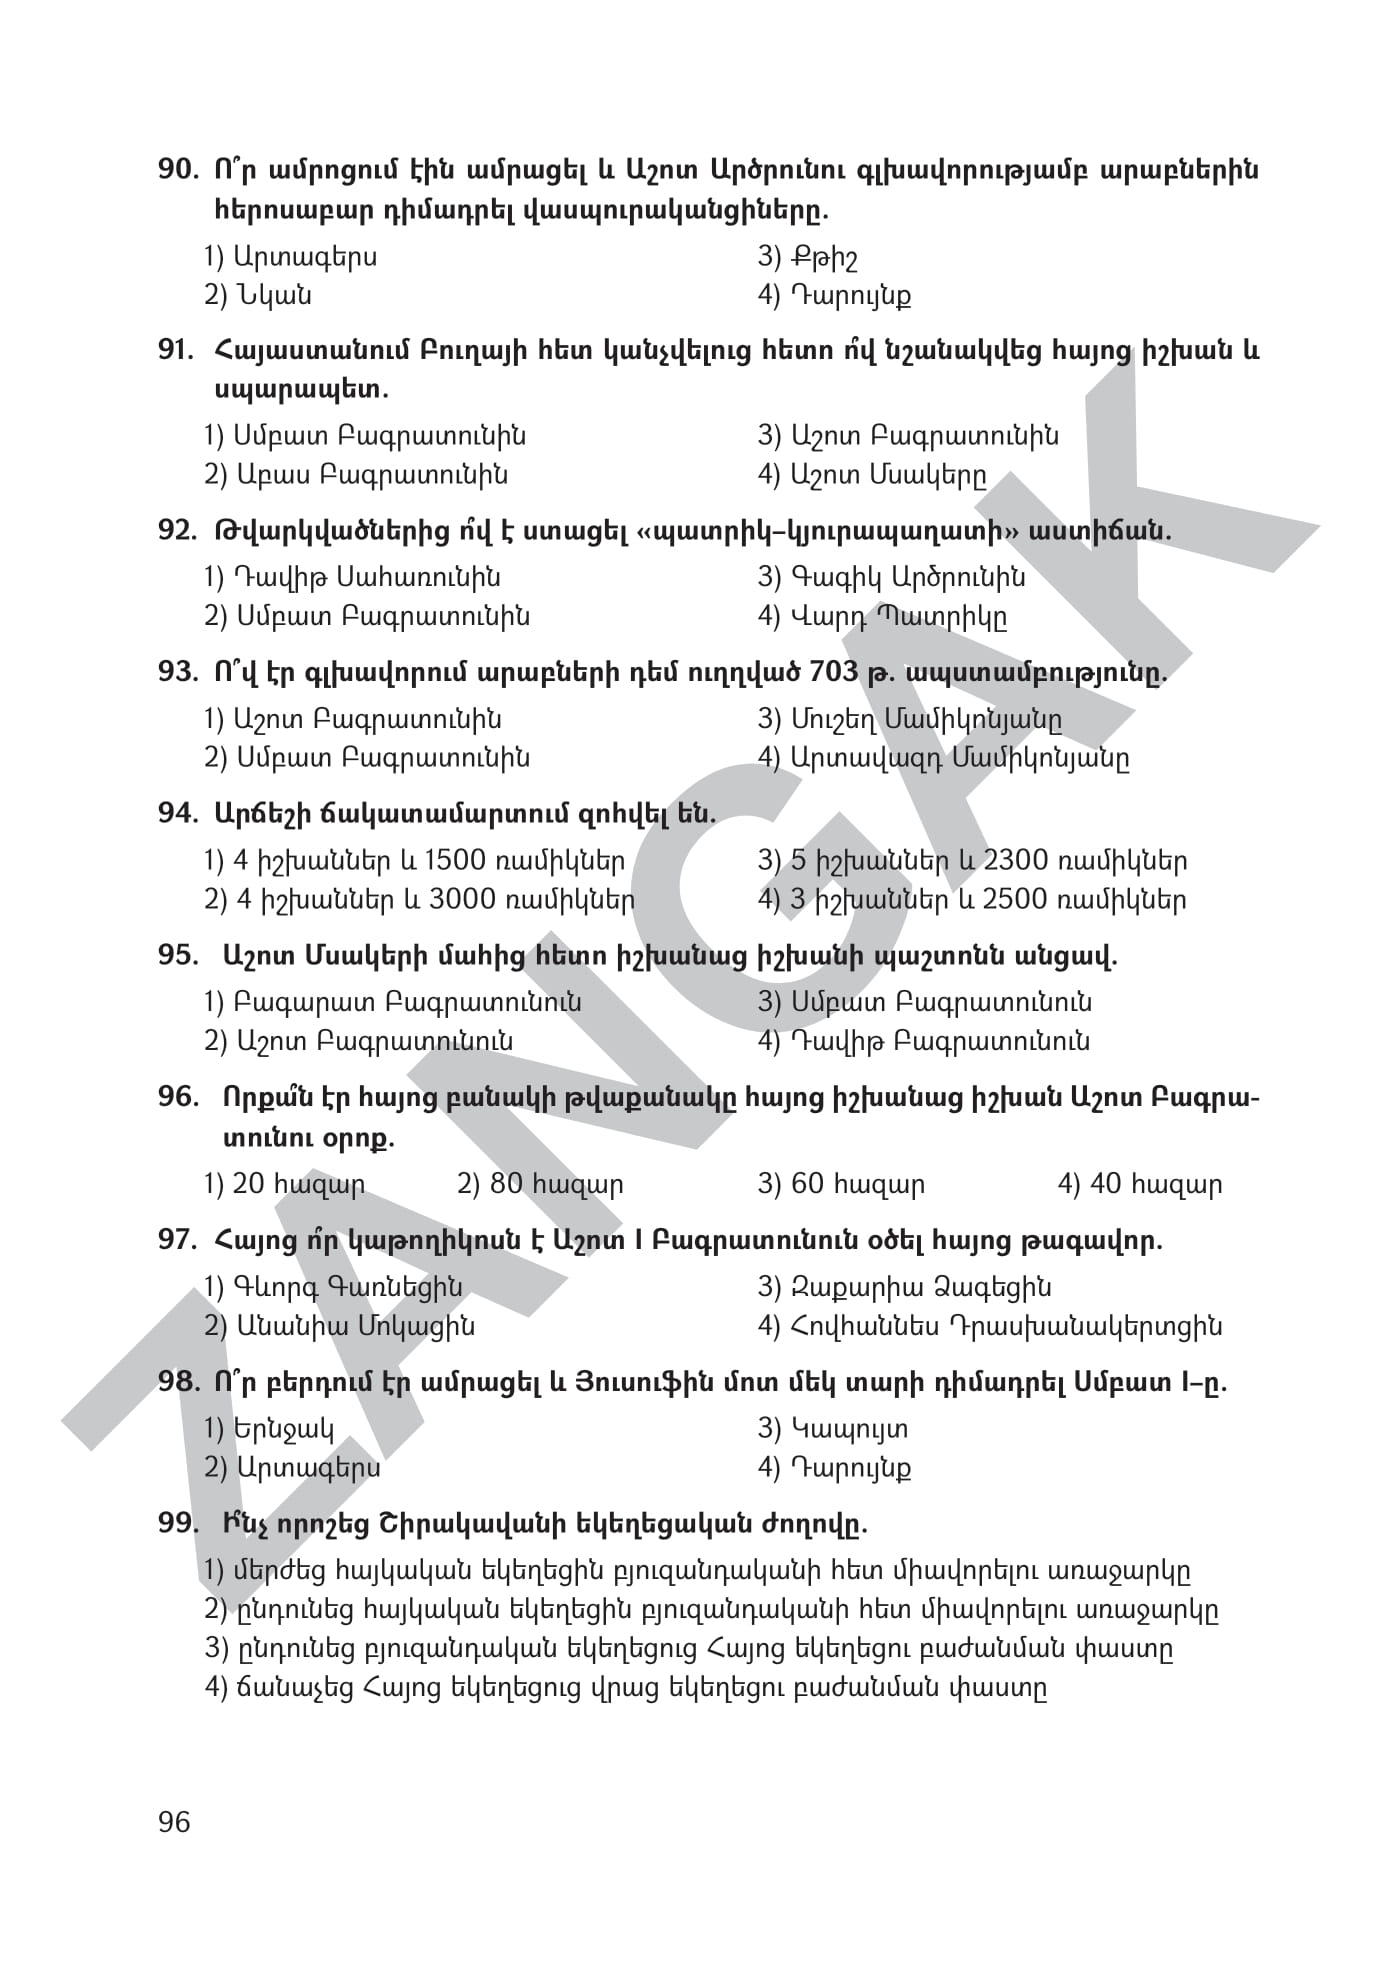 90. Ո՞ր ամրոցում էին ամրացել և Աշոտ Արծրունու գլխավորությամբ արաբներին
հերոսաբար դիմադրել վասպուրականցիները.
1) Արտագերս
3) Քթիշ
2) Նկան
4) Դարույնք
91. Հայաստանում Բուղայի հետ կանչվելուց հետո ո՞վ նշանակվեց հայոց իշխան և
սպարապետ.
1) Սմբատ Բագրատունին
3) Աշոտ Բագրատունին
2) Աբաս Բագրատունին
4) Աշոտ Մսակերը
92. Թվարկվածներից ո՞վ է ստացել «պատրիկ–կյուրապաղատի» աստիճան.
1) Դավիթ Սահառունին
3) Գագիկ Արծրունին
2) Սմբատ Բագրատունին
4) Վարդ Պատրիկը
93. Ո՞վ էր գլխավորում արաբների դեմ ուղղված 703 թ. ապստամբությունը.
1) Աշոտ Բագրատունին
3) Մուշեղ Մամիկոնյանը
2) Սմբատ Բագրատունին
4) Արտավազդ Մամիկոնյանը
94. Արճեշի ճակատամարտում զոհվել են.
1) 4 իշխաններ և 1500 ռամիկներ
3) 5 իշխաններ և 2300 ռամիկներ
2) 4 իշխաններ և 3000 ռամիկներ
4) 3 իշխաններ և 2500 ռամիկներ
95. Աշոտ Մսակերի մահից հետո իշխանաց իշխանի պաշտոնն անցավ.
1) Բագարատ Բագրատունուն
3) Սմբատ Բագրատունուն
2) Աշոտ Բագրատունուն
4) Դավիթ Բագրատունուն
96. Որքա՞ն էր հայոց բանակի թվաքանակը հայոց իշխանաց իշխան Աշոտ Բագրա-
տունու օրոք.
1) 20 հազար 2) 80 հազար 3) 60 հազար 4) 40 հազար
97. Հայոց ո՞ր կաթողիկոսն է Աշոտ I Բագրատունուն օծել հայոց թագավոր.
1) Գևորգ Գառնեցին
3) Զաքարիա Ձագեցին
2) Անանիա Մոկացին
4) Հովհաննես Դրասխանակերտցին
98. Ո՞ր բերդում էր ամրացել և Յուսուֆին մոտ մեկ տարի դիմադրել Սմբատ I–ը.
1) Երնջակ
3) Կապույտ
2) Արտագերս
4) Դարույնք
99. Ի՞նչ որոշեց Շիրակավանի եկեղեցական ժողովը.
1) մերժեց հայկական եկեղեցին բյուզանդականի հետ միավորելու առաջարկը
2) ընդունեց հայկական եկեղեցին բյուզանդականի հետ միավորելու առաջարկը
3) ընդունեց բյուզանդական եկեղեցուց Հայոց եկեղեցու բաժանման փաստը
4) ճանաչեց Հայոց եկեղեցուց վրաց եկեղեցու բաժանման փաստը
96
ZANGAK